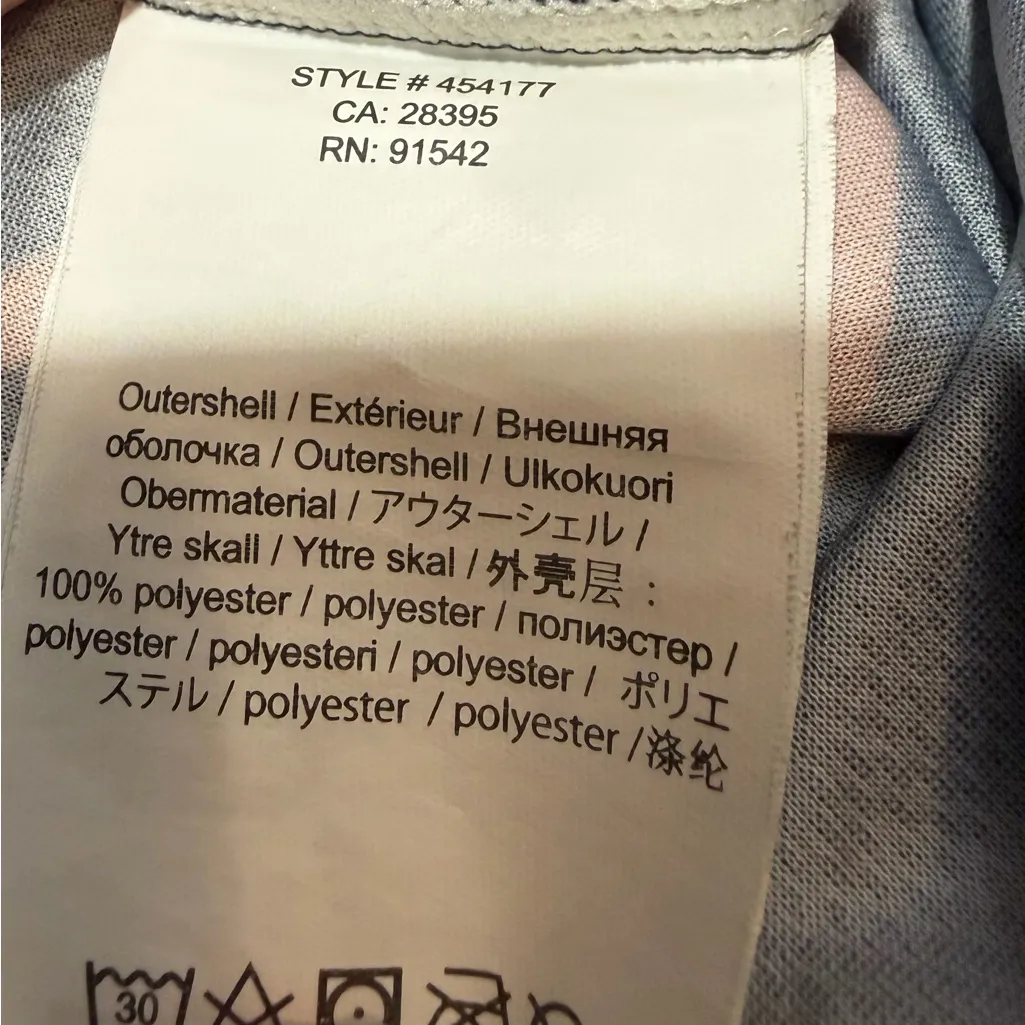 STYLE # 454177
CA: 28395
RN: 91542
Outershell / Extérieur / Внешняя
оболочка / Outershell / Ulkokuori
Obermaterial / アウターシェル /
Ytre skall / Yttre skal / 外壳层 :
100% polyester / polyester / полиэстер /
polyester / polyesteri / polyester / ポリエ
ステル / polyester / polyester /涤纶
30